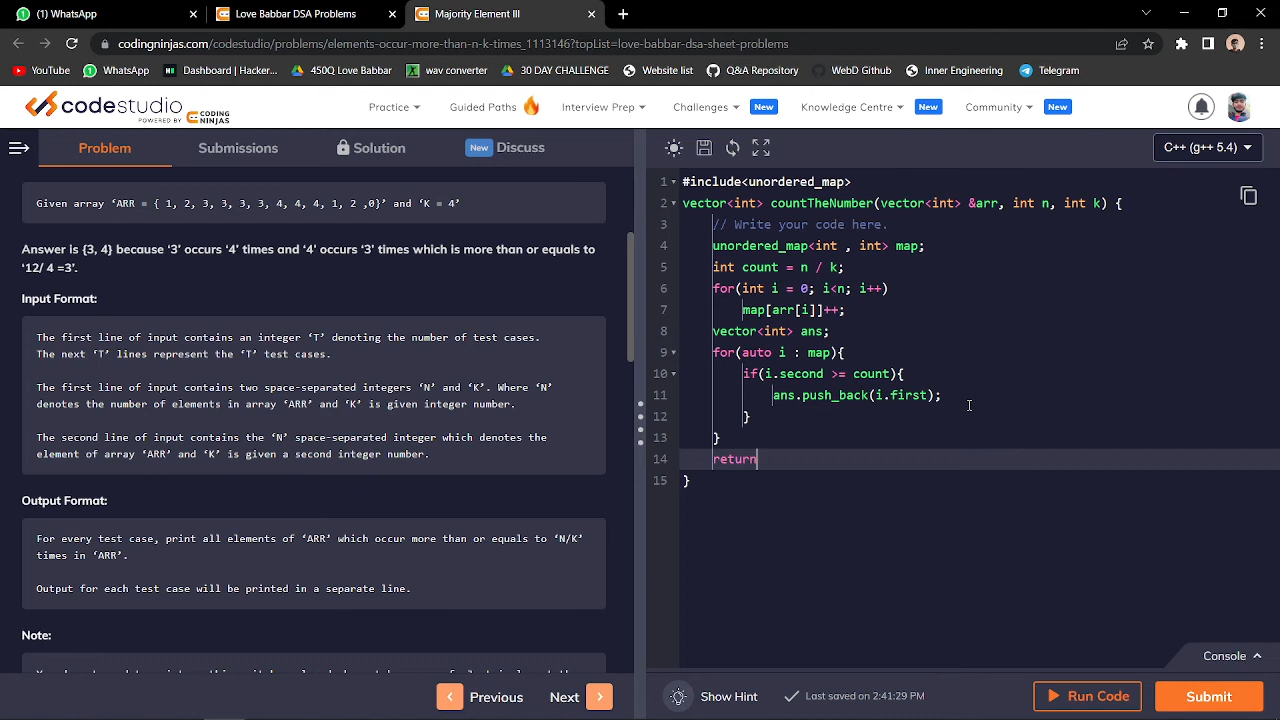 (1) WhatsApp
Love Babbar DSA Problems
Majority Element III
codingninjas.com/codestudio/problems/elements-occur-more-than-n-k-times_1113146?topList=love-babbar-dsa-sheet-problems
YouTube WhatsApp Dashboard | Hacker... 450Q Love Babbar wav converter 30 DAY CHALLENGE Website list Q&A Repository WebD Github Inner Engineering Telegram
codestudio
POWERED BY CODING NINJAS
Practice Guided Paths Interview Prep Challenges New Knowledge Centre New Community New
Problem Submissions Solution New Discuss
Given array ‘ARR = { 1, 2, 3, 3, 3, 3, 4, 4, 4, 1, 2 ,0}’ and ‘K = 4’
Answer is {3, 4} because ‘3’ occurs ‘4’ times and ‘4’ occurs ‘3’ times which is more than or equals to
‘12/ 4 =3’.
Input Format:
The first line of input contains an integer ‘T’ denoting the number of test cases.
The next ‘T’ lines represent the ‘T’ test cases.
The first line of input contains two space-separated integers ‘N’ and ‘K’. Where ‘N’
denotes the number of elements in array ‘ARR’ and ‘K’ is given integer number.
The second line of input contains the ‘N’ space-separated integer which denotes the
element of array ‘ARR’ and ‘K’ is given a second integer number.
Output Format:
For every test case, print all elements of ‘ARR’ which occur more than or equals to ‘N/K’
times in ‘ARR’.
Output for each test case will be printed in a separate line.
Note:
Previous Next
C++ (g++ 5.4)
1 #include<unordered_map>
2 vector<int> countTheNumber(vector<int> &arr, int n, int k) {
3 // Write your code here.
4 unordered_map<int , int> map;
5 int count = n / k;
6 for(int i = 0; i<n; i++)
7 map[arr[i]]++;
8 vector<int> ans;
9 for(auto i : map){
10 if(i.second >= count){
11 ans.push_back(i.first);
12 }
13 }
14 return
15 }
Console
Show Hint Last saved on 2:41:29 PM Run Code Submit